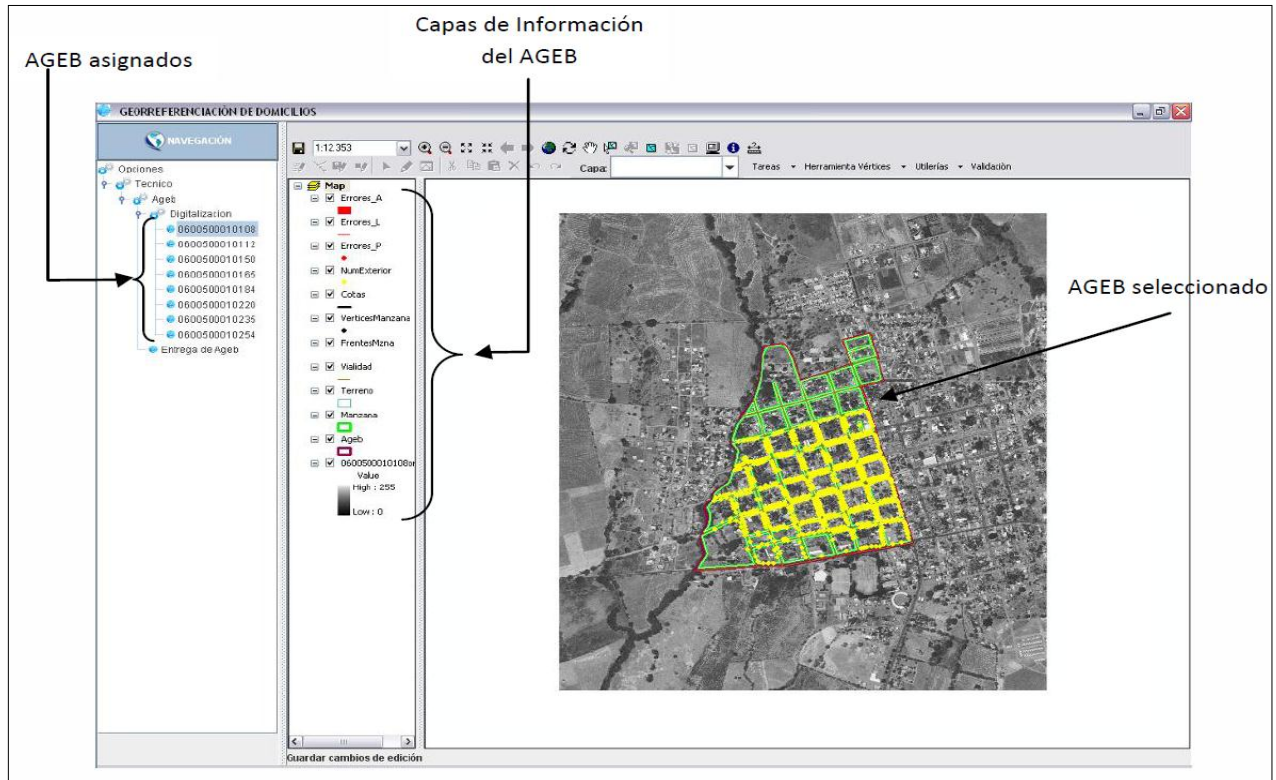 Capas de Información
del AGEB
AGEB asignados
GEORREFERENCIACIÓN DE DOMICILIOS
NAVEGACIÓN
1:12.353
Capa:
Tareas
Herramienta Vértices
Utilerías
Validación
Opciones
Tecnico
Ageb
Digitalizacion
0600500010108
0600500010112
0600500010150
0600500010165
0600500010184
0600500010220
0600500010235
0600500010254
Entrega de Ageb
Map
Errores_A
Errores_L
Errores_P
NumExterior
Cotas
VerticesManzana
FrentesMzna
Vialidad
Terreno
Manzana
Ageb
0600500010108or
Value
High : 255
Low : 0
AGEB seleccionado
Guardar cambios de edición